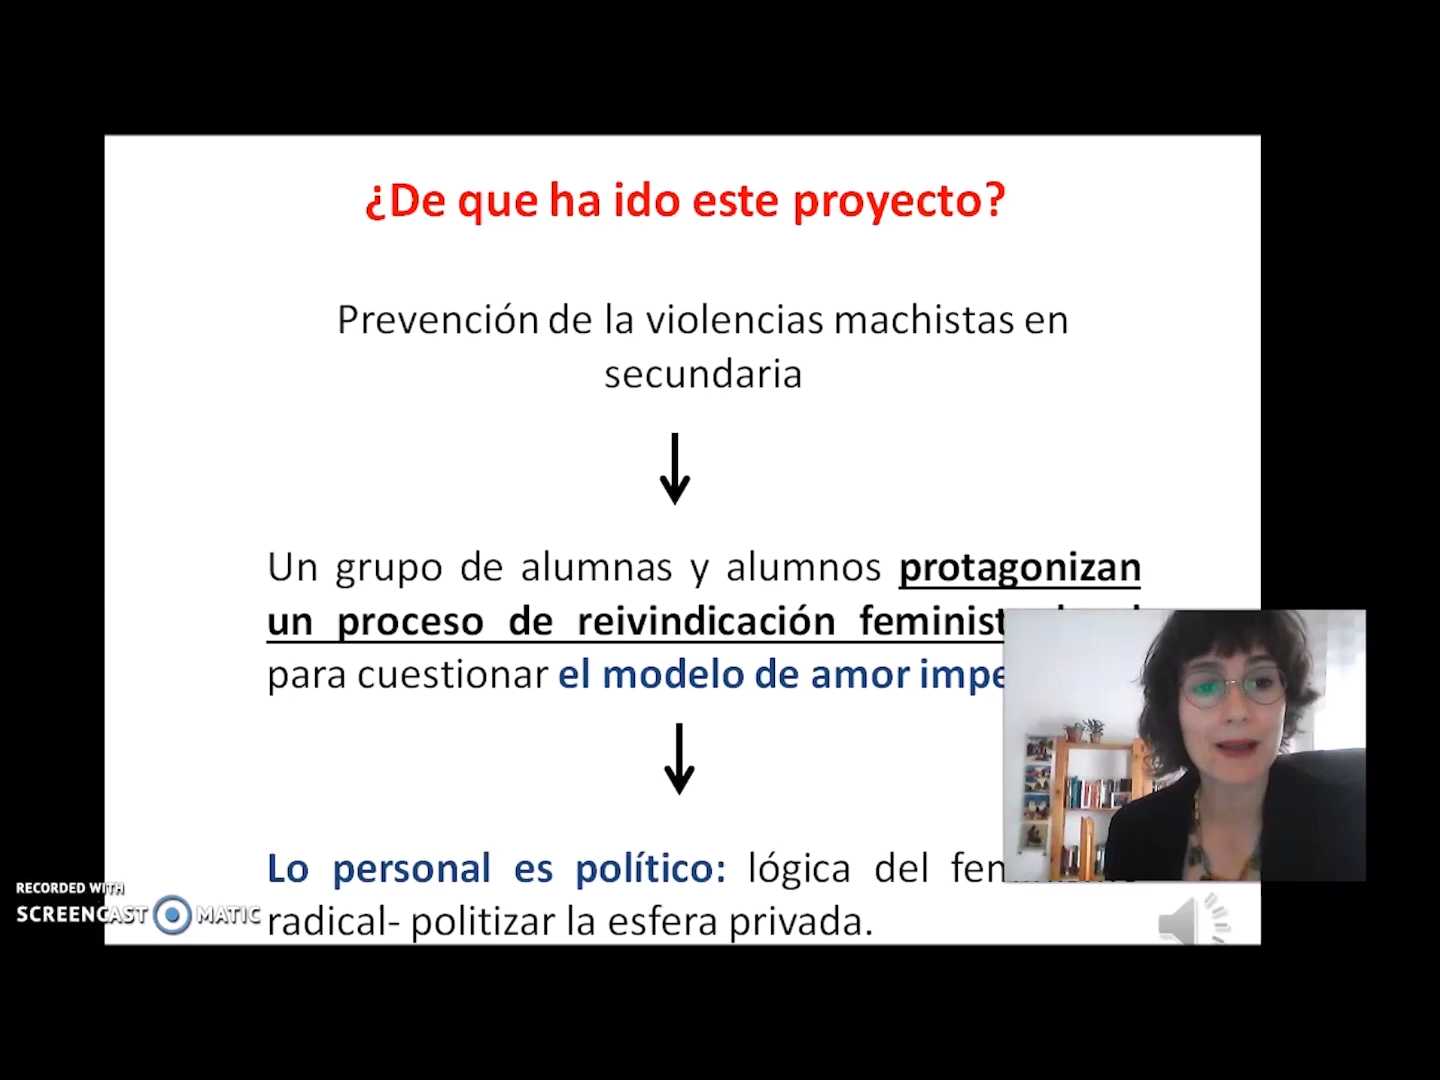 ¿De que ha ido este proyecto?
Prevención de la violencias machistas en
secundaria
Un grupo de alumnas y alumnos protagonizan
un proceso de reivindicación
para cuestionar el modelo de amor
Lo personal es político: lógica del
radical- politizar la esfera privada.
RECORDED WITH
SCREENCAST MATIC